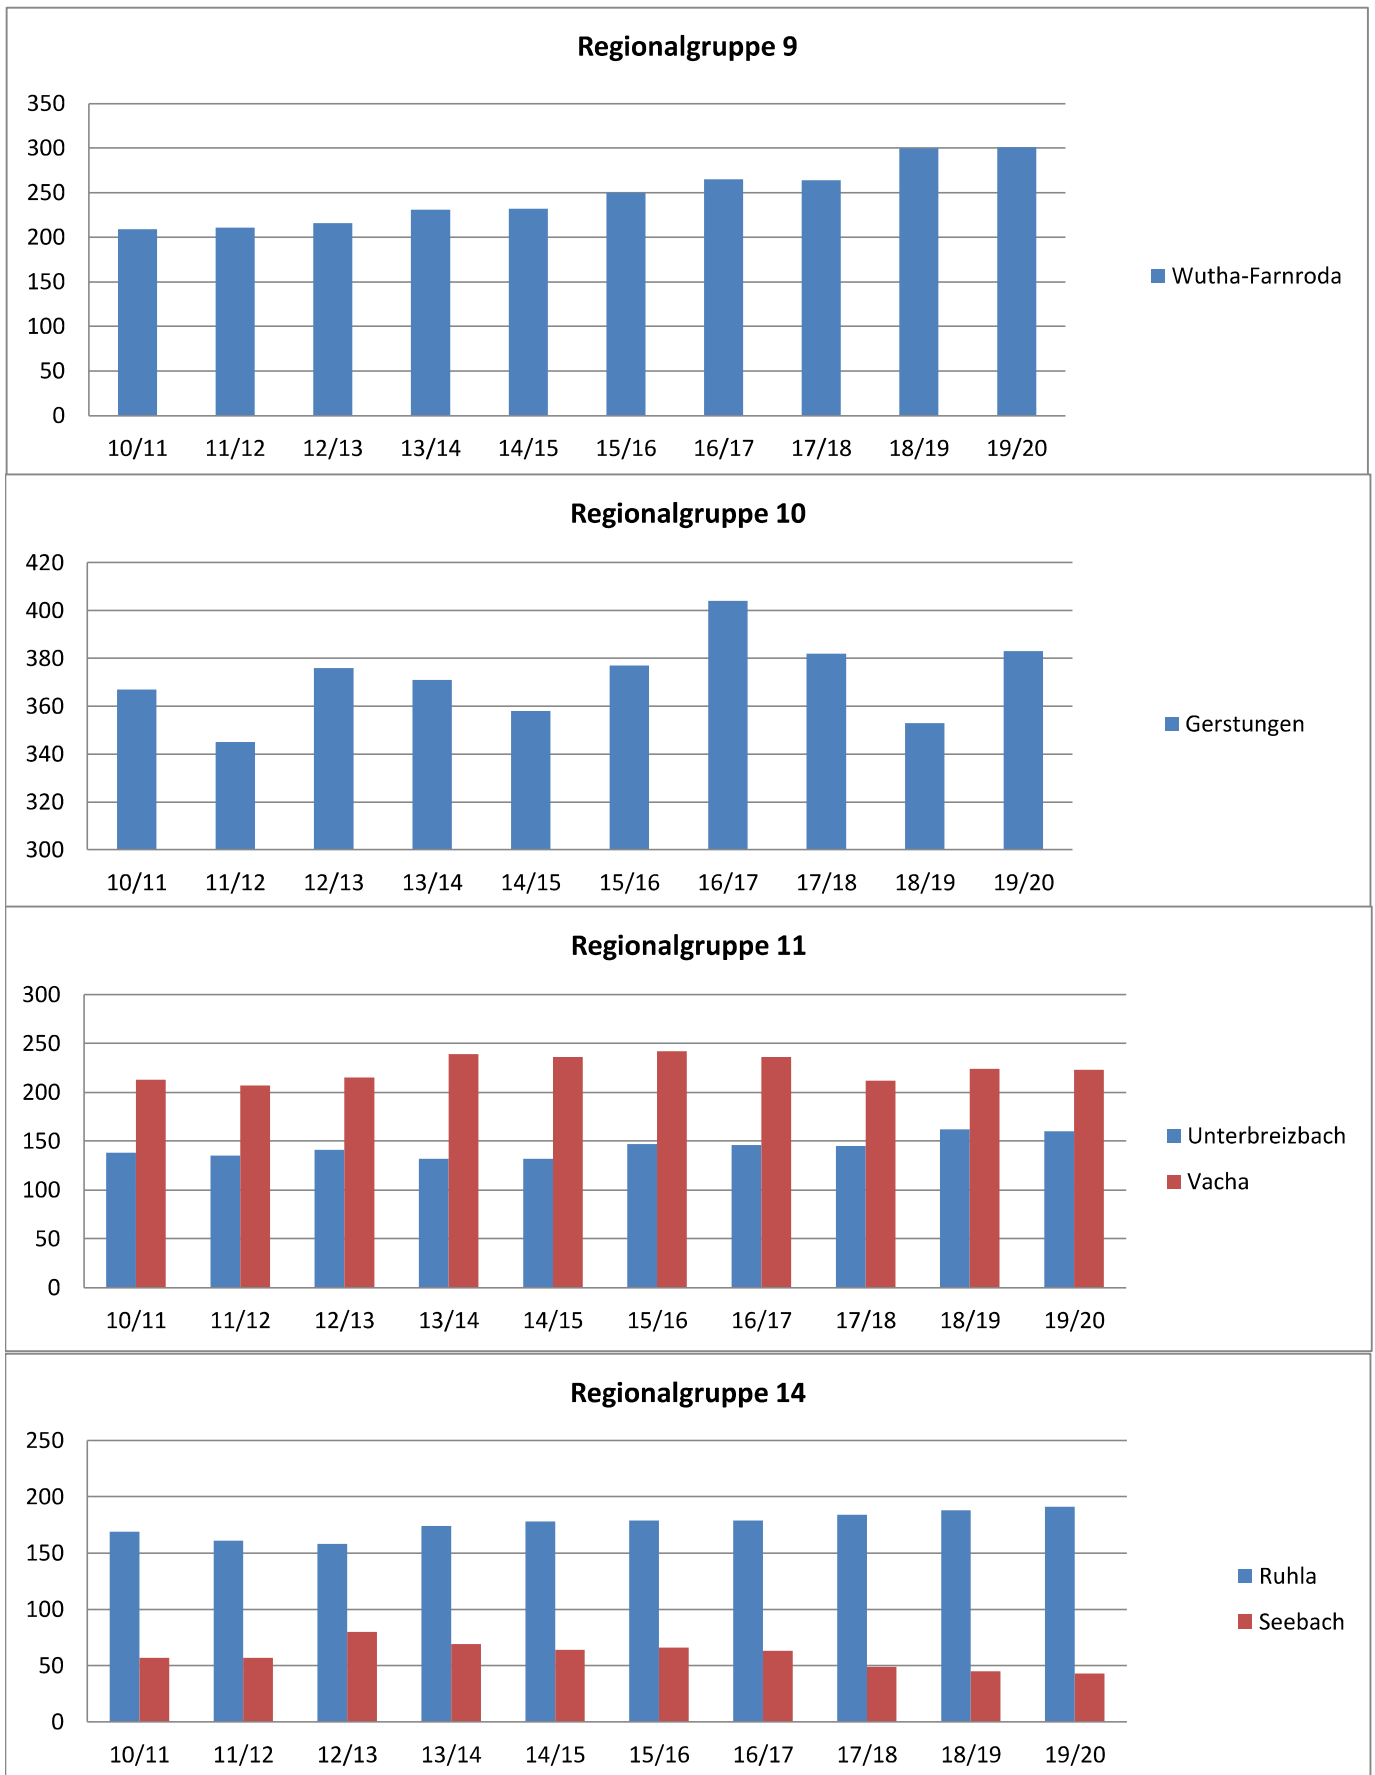 Regionalgruppe 9
350
300
250
200
150
100
50
0
10/11 11/12 12/13 13/14 14/15 15/16 16/17 17/18 18/19 19/20
Wutha-Farnroda
Regionalgruppe 10
420
400
380
360
340
320
300
10/11 11/12 12/13 13/14 14/15 15/16 16/17 17/18 18/19 19/20
Gerstungen
Regionalgruppe 11
300
250
200
150
100
50
0
10/11 11/12 12/13 13/14 14/15 15/16 16/17 17/18 18/19 19/20
Unterbreizbach
Vacha
Regionalgruppe 14
250
200
150
100
50
0
10/11 11/12 12/13 13/14 14/15 15/16 16/17 17/18 18/19 19/20
Ruhla
Seebach